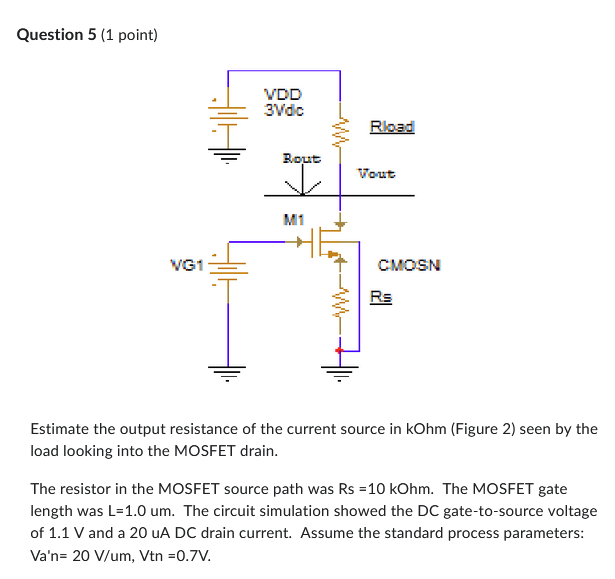 Question 5 (1 point)
VDD
3Vdc
Rload
Rout
Vout
M1
VG1
CMOSN
Rs
Estimate the output resistance of the current source in kOhm (Figure 2) seen by the
load looking into the MOSFET drain.
The resistor in the MOSFET source path was Rs =10 kOhm. The MOSFET gate
length was L=1.0 um. The circuit simulation showed the DC gate-to-source voltage
of 1.1 V and a 20 uA DC drain current. Assume the standard process parameters:
Va'n= 20 V/um, Vtn =0.7V.